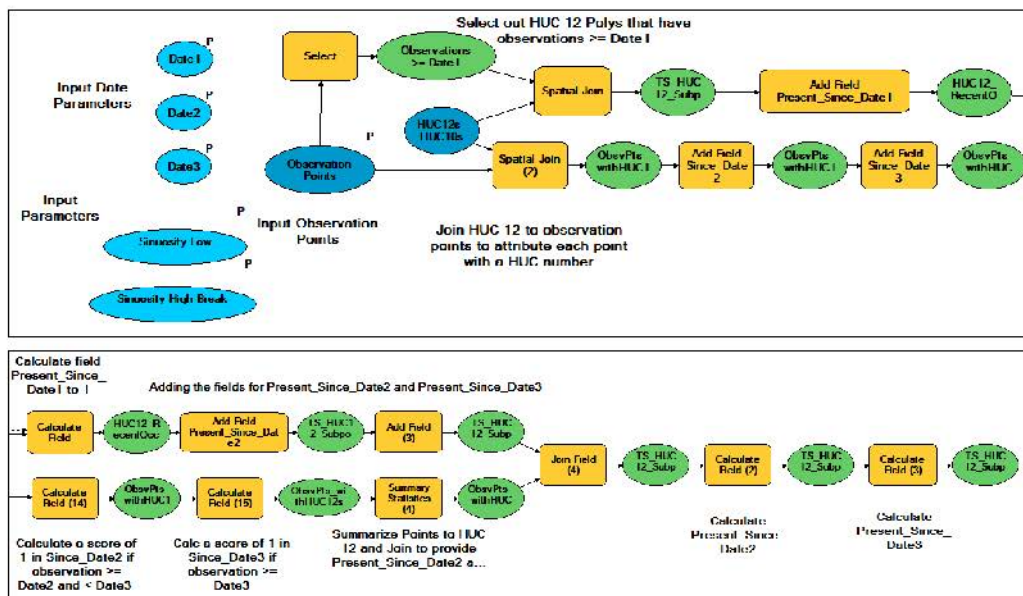 Select out HUC 12 Polys that have
observations >= Date1
P
Date1
Input Date
Parameters
P
Date2
P
Date3
Select
Observations
>= Date1
Spatial Join
TS_HUC
12_Subp
Add Field
Present_Since_Date1
HUC12_
RecentO
HUC12s
HUC10s
P
Observation
Points
Spatial Join
(2)
ObsvPts
withHUC1
Add Field
Since_Date
2
ObsvPts
withHUC1
Add Field
Since_Date
3
ObsvPts
withHUC
Input
Parameters
P
Sinuosity Low
P
Sinuosity High Break
Input Observation
Points
Join HUC 12 to observation
points to attribute each point
with a HUC number
Calculate field
Present_Since_
Date1 to 1
Adding the fields for Present_Since_Date2 and Present_Since_Date3
Calculate
Field
HUC12_R
ecentOcc
Add Field
Present_Since_Dat
e2
TS_HUC1
2_Subpo
Add Field
(3)
TS_HUC
12_Subp
Join Field
(4)
TS_HUC
12_Subp
Calculate
Field (2)
TS_HUC
12_Subp
Calculate
Field (3)
TS_HUC
12_Subp
Calculate
Field (14)
ObsvPts
withHUC1
Calculate
Field (15)
ObsvPts_w
ithHUC12s
Summary
Statistics
(4)
ObsvPts
withHUC
Calculate a score of
1 in Since_Date2 if
observation >=
Date2 and < Date3
Calc a score of 1 in
Since_Date3 if
observation >=
Date3
Summarize Points to HUC
12 and Join to provide
Present_Since_Date2 a...
Calculate
Present_Since_
Date2
Calculate
Present_Since_
Date3